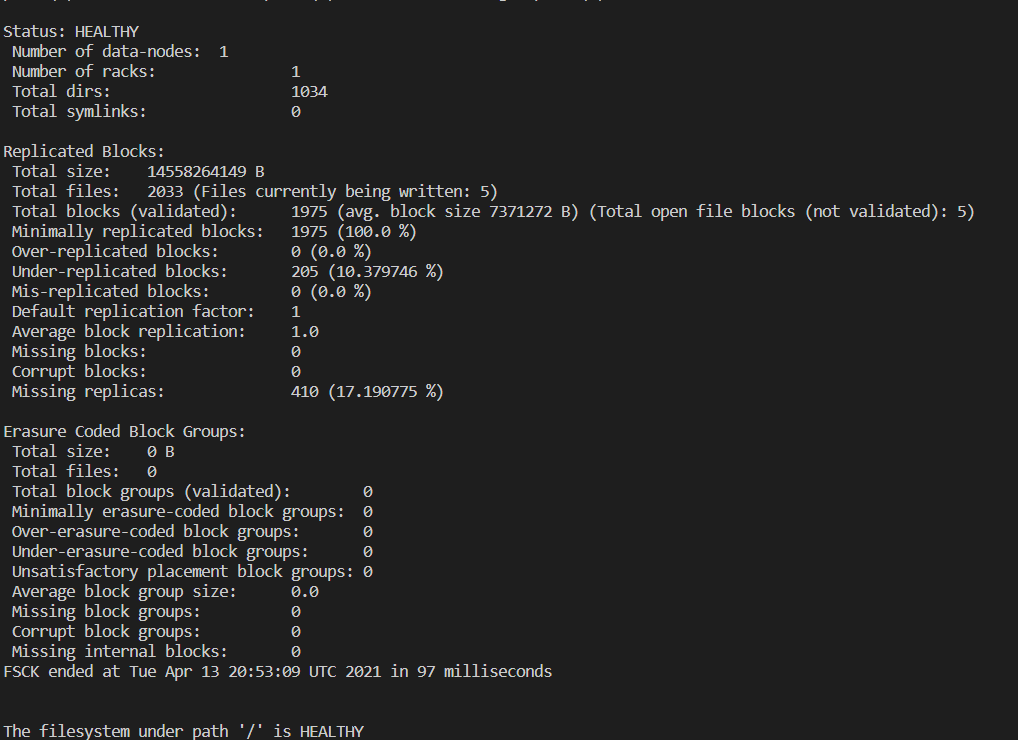 Status: HEALTHY
Number of data-nodes: 1
Number of racks: 1
Total dirs: 1034
Total symlinks: 0
Replicated Blocks:
Total size: 14558264149 B
Total files: 2033 (Files currently being written: 5)
Total blocks (validated): 1975 (avg. block size 7371272 B) (Total open file blocks (not validated): 5)
Minimally replicated blocks: 1975 (100.0 %)
Over-replicated blocks: 0 (0.0 %)
Under-replicated blocks: 205 (10.379746 %)
Mis-replicated blocks: 0 (0.0 %)
Default replication factor: 1
Average block replication: 1.0
Missing blocks: 0
Corrupt blocks: 0
Missing replicas: 410 (17.190775 %)
Erasure Coded Block Groups:
Total size: 0 B
Total files: 0
Total block groups (validated): 0
Minimally erasure-coded block groups: 0
Over-erasure-coded block groups: 0
Under-erasure-coded block groups: 0
Unsatisfactory placement block groups: 0
Average block group size: 0.0
Missing block groups: 0
Corrupt block groups: 0
Missing internal blocks: 0
FSCK ended at Tue Apr 13 20:53:09 UTC 2021 in 97 milliseconds
The filesystem under path '/' is HEALTHY